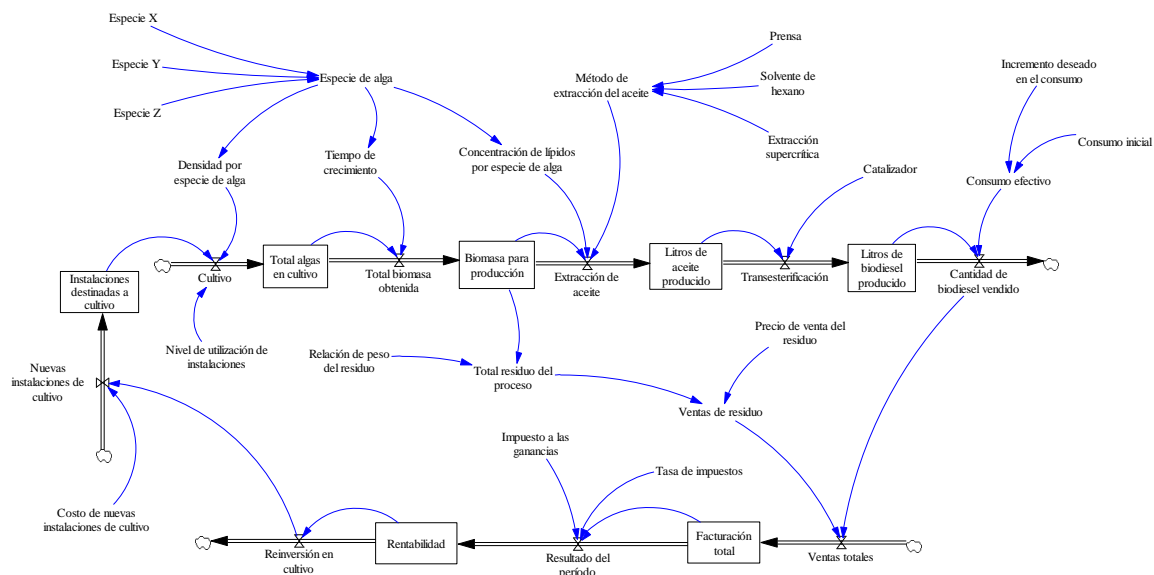 Especie X
Especie Y
Especie Z
Especie de alga
Método de
extracción del aceite
Prensa
Solvente de
hexano
Extracción
supercrítica
Incremento deseado
en el consumo
Consumo inicial
Consumo efectivo
Densidad por
especie de alga
Tiempo de
crecimiento
Concentración de lípidos
por especie de alga
Catalizador
Instalaciones
destinadas a
cultivo
Cultivo
Total algas
en cultivo
Total biomasa
obtenida
Biomasa para
producción
Extracción de
aceite
Litros de
aceite
producido
Transesterificación
Litros de
biodiesel
producido
Cantidad de
biodiesel vendido
Nivel de utilización de
instalaciones
Nuevas
instalaciones de
cultivo
Relación de peso
del residuo
Total residuo del
proceso
Precio de venta del
residuo
Ventas de residuo
Impuesto a las
ganancias
Tasa de impuestos
Costo de nuevas
instalaciones de cultivo
Reinversión en
cultivo
Rentabilidad
Resultado del
período
Facturación
total
Ventas totales